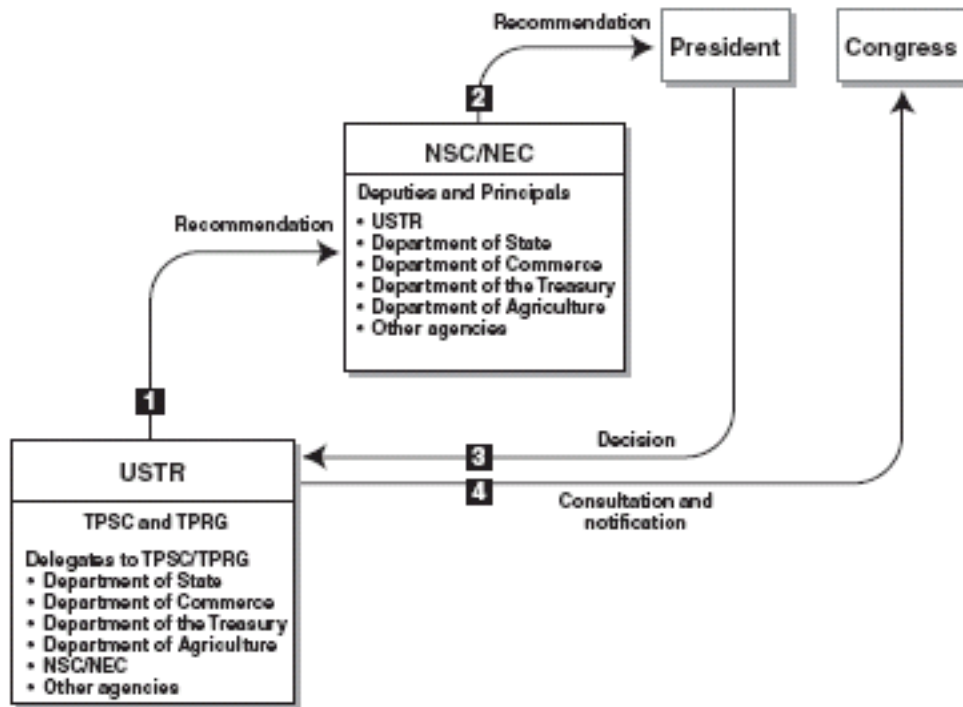 Recommendation
President
Congress
2
NSC/NEC
Deputies and Principals
• USTR
• Department of State
• Department of Commerce
• Department of the Treasury
• Department of Agriculture
• Other agencies
Recommendation
1
Decision
3
4
Consultation and
notification
USTR
TPSC and TPRG
Delegates to TPSC/TPRG
• Department of State
• Department of Commerce
• Department of the Treasury
• Department of Agriculture
• NSC/NEC
• Other agencies